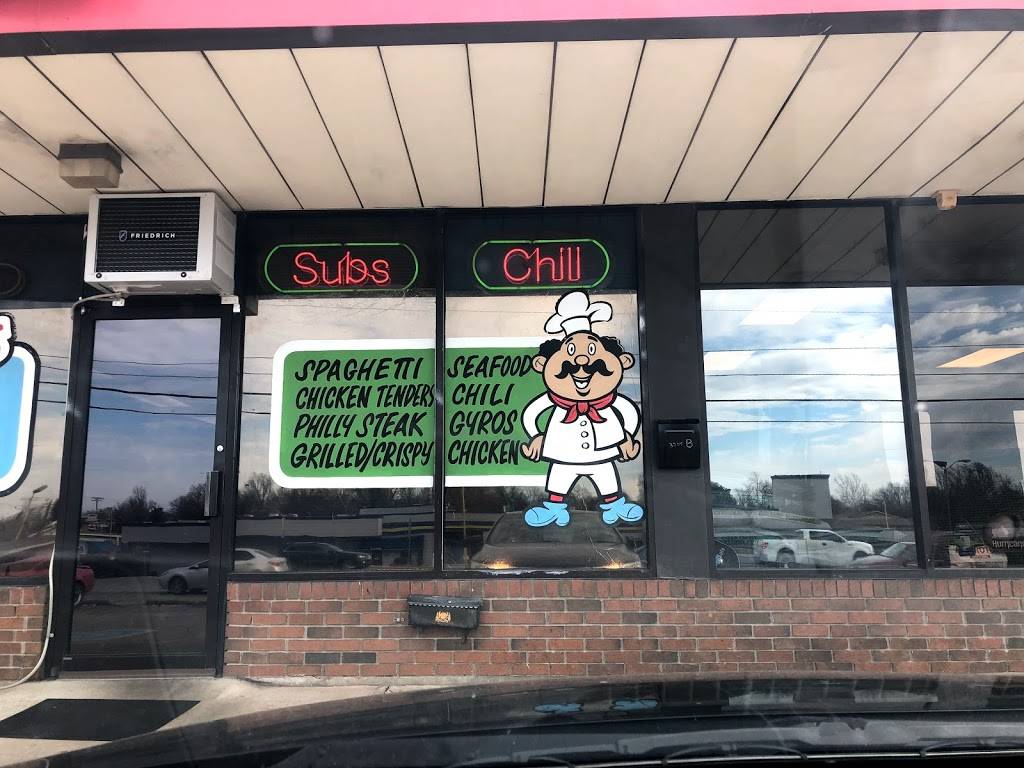 FRIEDRICH
Subs
Chili
SPAGHETTI
CHICKEN TENDERS
PHILLY STEAK
GRILLED/CRISPY
SEAFOOD
CHILI
GYROS
CHICKEN
B